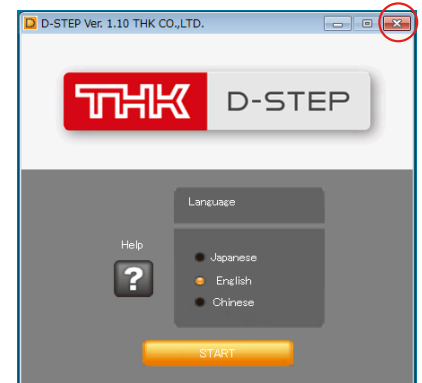 D-STEP Ver. 1.10 THK CO.,LTD.
THK D-STEP
Language
Help
?
Japanese
English
Chinese
START